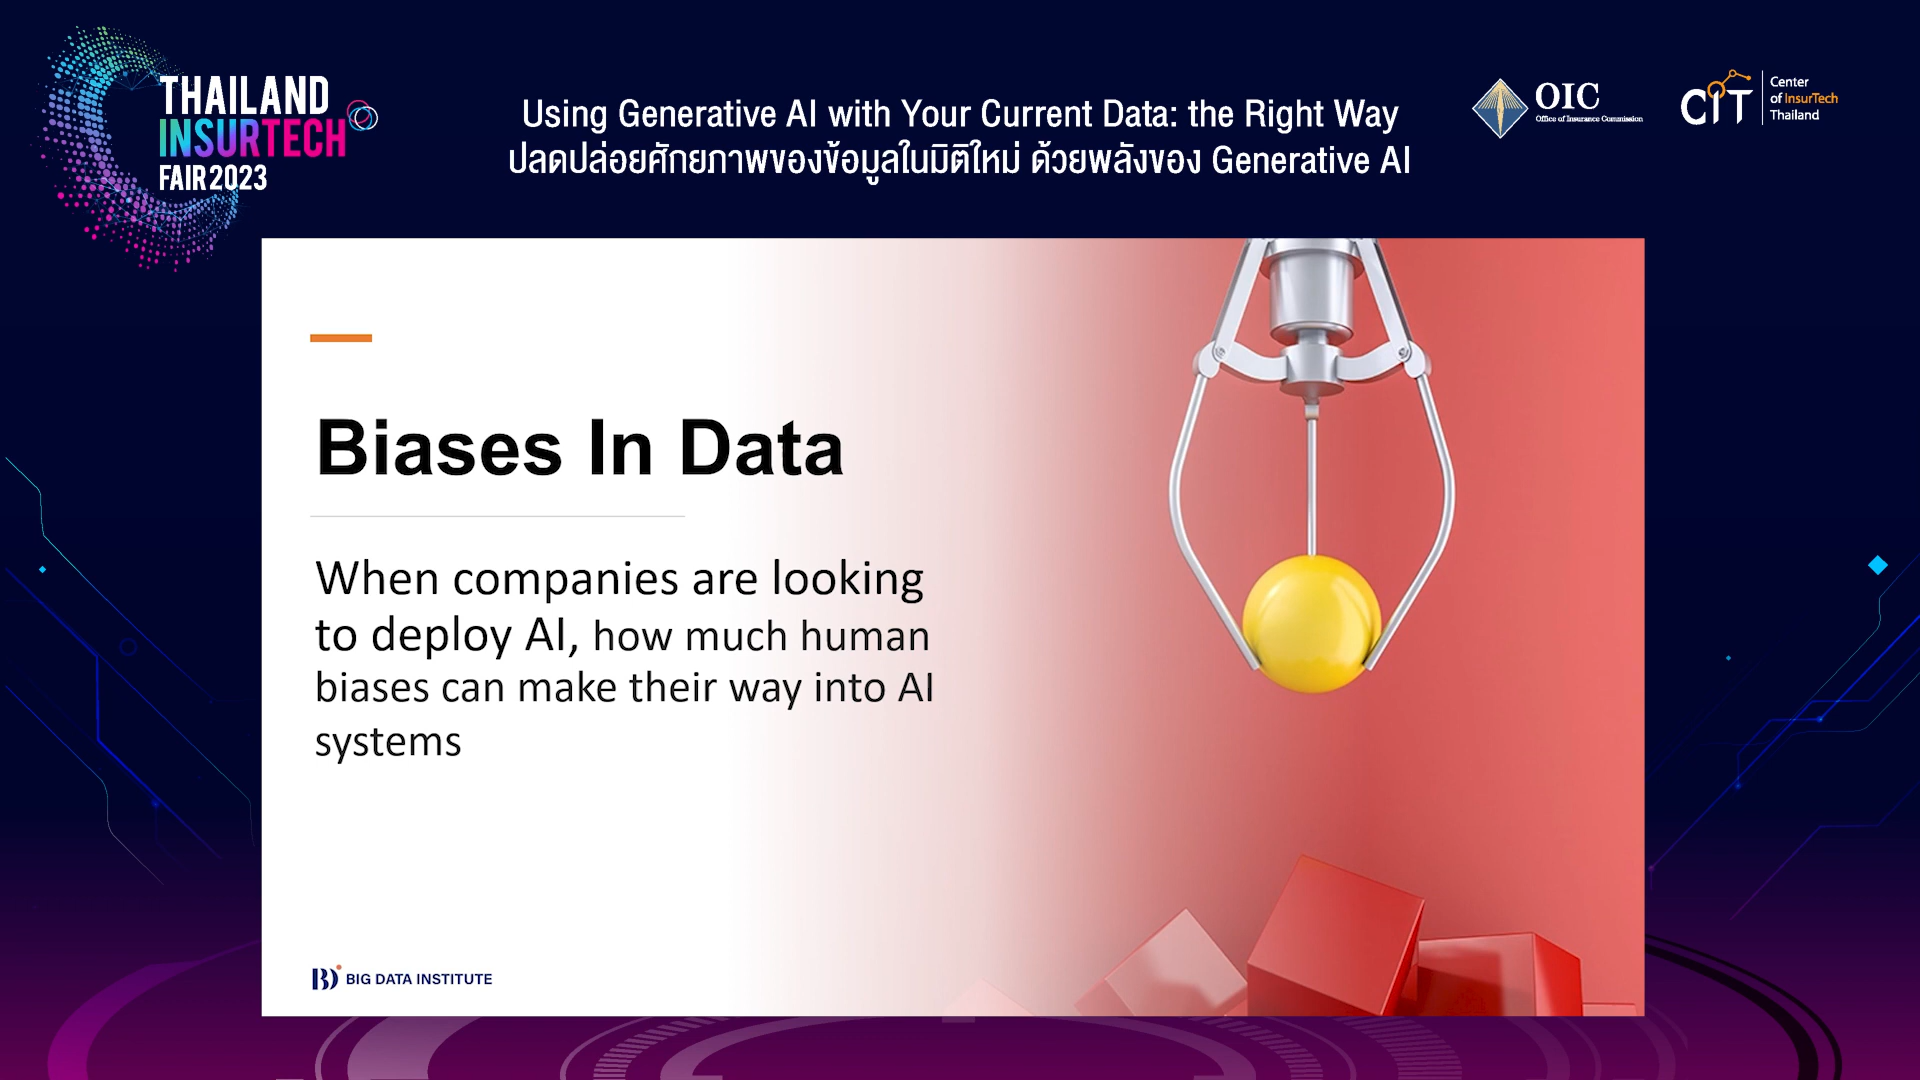 THAILAND
INSURTECH
FAIR 2023
Using Generative AI with Your Current Data: the Right Way
ปลดปล่อยศักยภาพของข้อมูลในมิติใหม่ ด้วยพลังของ Generative AI
OIC
Office of Insurance Commission
CIT
Center
of InsurTech
Thailand
Biases In Data
When companies are looking
to deploy AI, how much human
biases can make their way into AI
systems
BIG DATA INSTITUTE